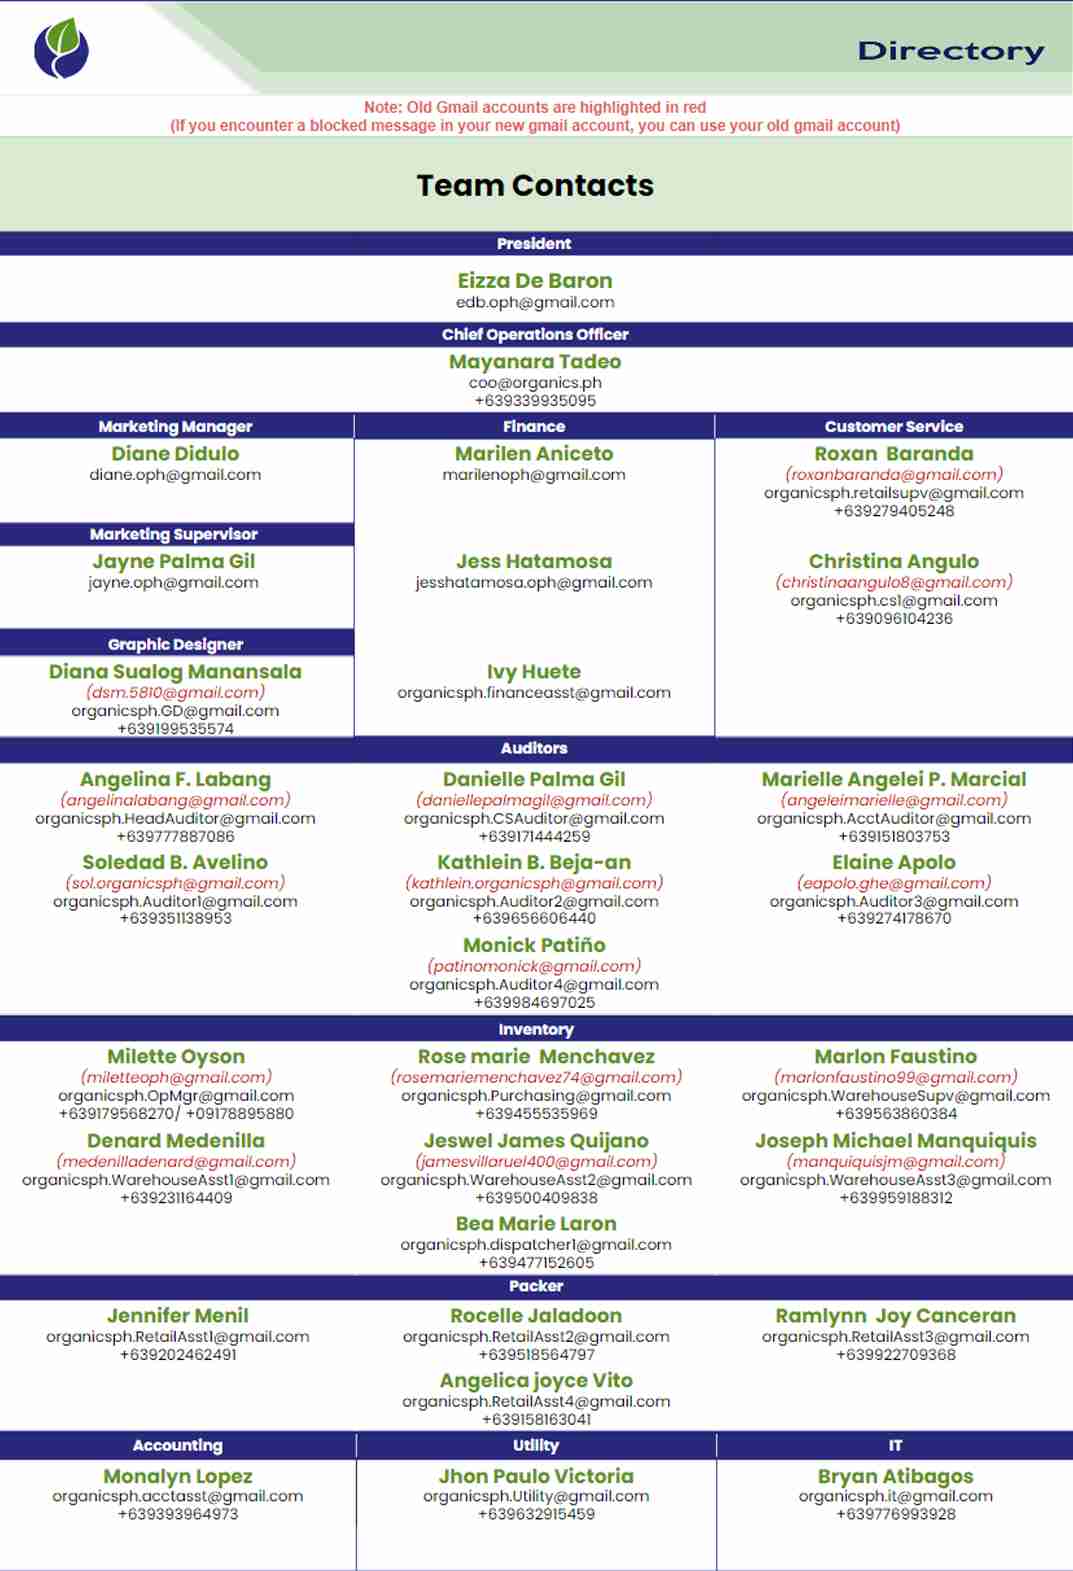 Directory
Note: Old Gmail accounts are highlighted in red
(If you encounter a blocked message in your new gmail account, you can use your old gmail account)
Team Contacts
President
Eizza De Baron
edb.oph@gmail.com
Chief Operations Officer
Mayanara Tadeo
coo@organics.ph
+639339935095
Marketing Manager
Diane Didulo
diane.oph@gmail.com
Marketing Supervisor
Jayne Palma Gil
jayne.oph@gmail.com
Graphic Designer
Diana Sualog Manansala
(dsm.5810@gmail.com)
organicsph.GD@gmail.com
+639199535574
Finance
Marilen Aniceto
marilenoph@gmail.com
Jess Hatamosa
jesshatamosa.oph@gmail.com
Ivy Huete
organicsph.financeasst@gmail.com
Customer Service
Roxan Baranda
(roxanbaranda@gmail.com)
organicsph.retailsupv@gmail.com
+639279405248
Christina Angulo
(christinaangulo8@gmail.com)
organicsph.cs1@gmail.com
+639096104236
Auditors
Angelina F. Labang
(angelinalabang@gmail.com)
organicsph.HeadAuditor@gmail.com
+639777887086
Danielle Palma Gil
(daniellepalmagil@gmail.com)
organicsph.CSAuditor@gmail.com
+639171444259
Marielle Angelei P. Marcial
(angeleimarielle@gmail.com)
organicsph.AcctAuditor@gmail.com
+639151803753
Soledad B. Avelino
(sol.organicsph@gmail.com)
organicsph.Auditor1@gmail.com
+639351138953
Kathlein B. Beja-an
(kathlein.organicsph@gmail.com)
organicsph.Auditor2@gmail.com
+639656606440
Elaine Apolo
(eapolo.ghe@gmail.com)
organicsph.Auditor3@gmail.com
+639274178670
Monick Patiño
(patinomonick@gmail.com)
organicsph.Auditor4@gmail.com
+639984697025
Inventory
Milette Oyson
(miletteoph@gmail.com)
organicsph.OpMgr@gmail.com
+639179568270/ +09178895880
Rose marie Menchavez
(rosemariemenchavez74@gmail.com)
organicsph.Purchasing@gmail.com
+639455535969
Marlon Faustino
(marlonfaustino99@gmail.com)
organicsph.WarehouseSupv@gmail.com
+639563860384
Denard Medenilla
(medenilladenard@gmail.com)
organicsph.WarehouseAsst1@gmail.com
+639231164409
Jeswel James Quijano
(jamesvillaruel400@gmail.com)
organicsph.WarehouseAsst2@gmail.com
+639500409838
Joseph Michael Manquiquis
(manquiquisjm@gmail.com)
organicsph.WarehouseAsst3@gmail.com
+639959188312
Bea Marie Laron
organicsph.dispatcher1@gmail.com
+639477152605
Packer
Jennifer Menil
organicsph.RetailAsst1@gmail.com
+639202462491
Rocelle Jaladoon
organicsph.RetailAsst2@gmail.com
+639518564797
Ramlynn Joy Canceran
organicsph.RetailAsst3@gmail.com
+639922709368
Angelica joyce Vito
organicsph.RetailAsst4@gmail.com
+639158163041
Accounting
Monalyn Lopez
organicsph.acctasst@gmail.com
+639393964973
Utility
Jhon Paulo Victoria
organicsph.Utility@gmail.com
+639632915459
IT
Bryan Atibagos
organicsph.it@gmail.com
+639776993928